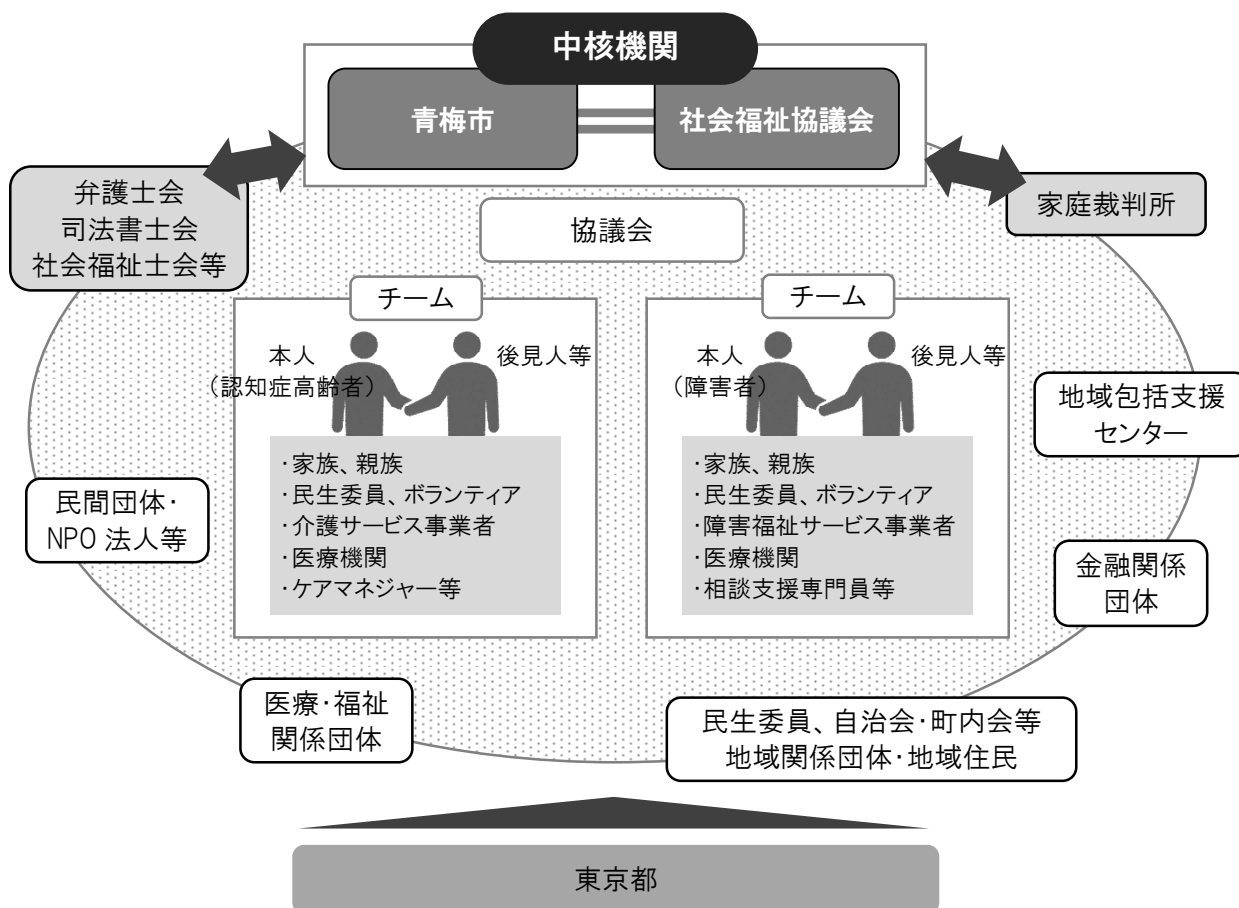 中核機関
青梅市
社会福祉協議会
弁護士会
司法書士会
社会福祉士会等
家庭裁判所
協議会
チーム
本人
(認知症高齢者)
後見人等
・家族、親族
・民生委員、ボランティア
・介護サービス事業者
・医療機関
・ケアマネジャー等
チーム
本人
(障害者)
後見人等
・家族、親族
・民生委員、ボランティア
・障害福祉サービス事業者
・医療機関
・相談支援専門員等
地域包括支援
センター
民間団体・
NPO 法人等
金融関係
団体
医療・福祉
関係団体
民生委員、自治会・町内会等
地域関係団体・地域住民
東京都